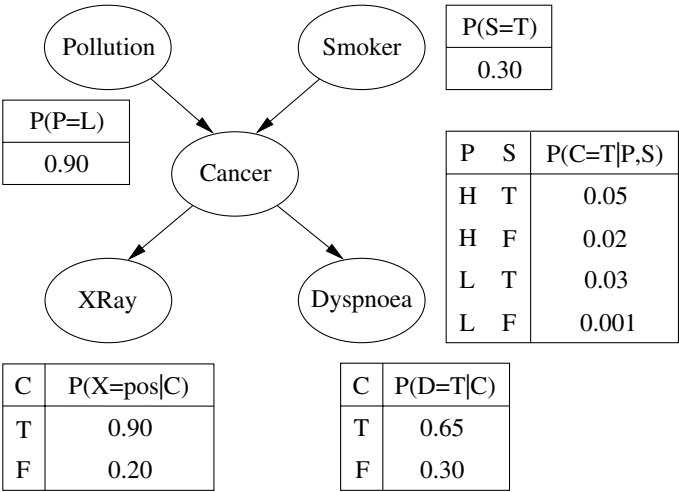 Pollution
Smoker
P(S=T)
0.30
P(P=L)
0.90
Cancer
P S P(C=T|P,S)
H T 0.05
H F 0.02
L T 0.03
L F 0.001
XRay
Dyspnoea
C P(X=pos|C)
T 0.90
F 0.20
C P(D=T|C)
T 0.65
F 0.30